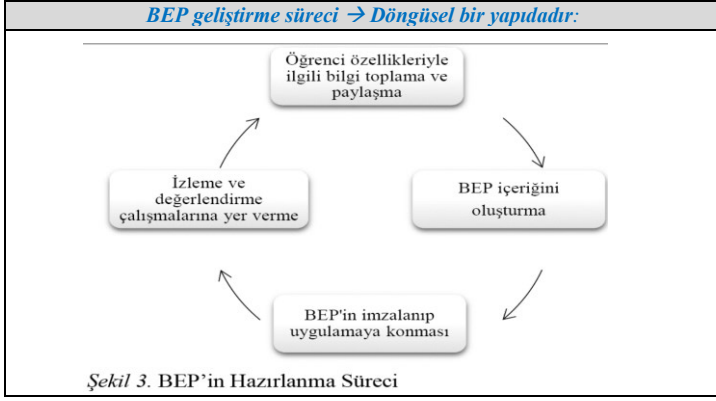 BEP geliştirme süreci → Döngüsel bir yapıdadır:
Öğrenci özellikleriyle
ilgili bilgi toplama ve
paylaşma
BEP içeriğini
oluşturma
BEP'in imzalanıp
uygulamaya konması
İzleme ve
değerlendirme
çalışmalarına yer verme
Şekil 3. BEP’in Hazırlanma Süreci